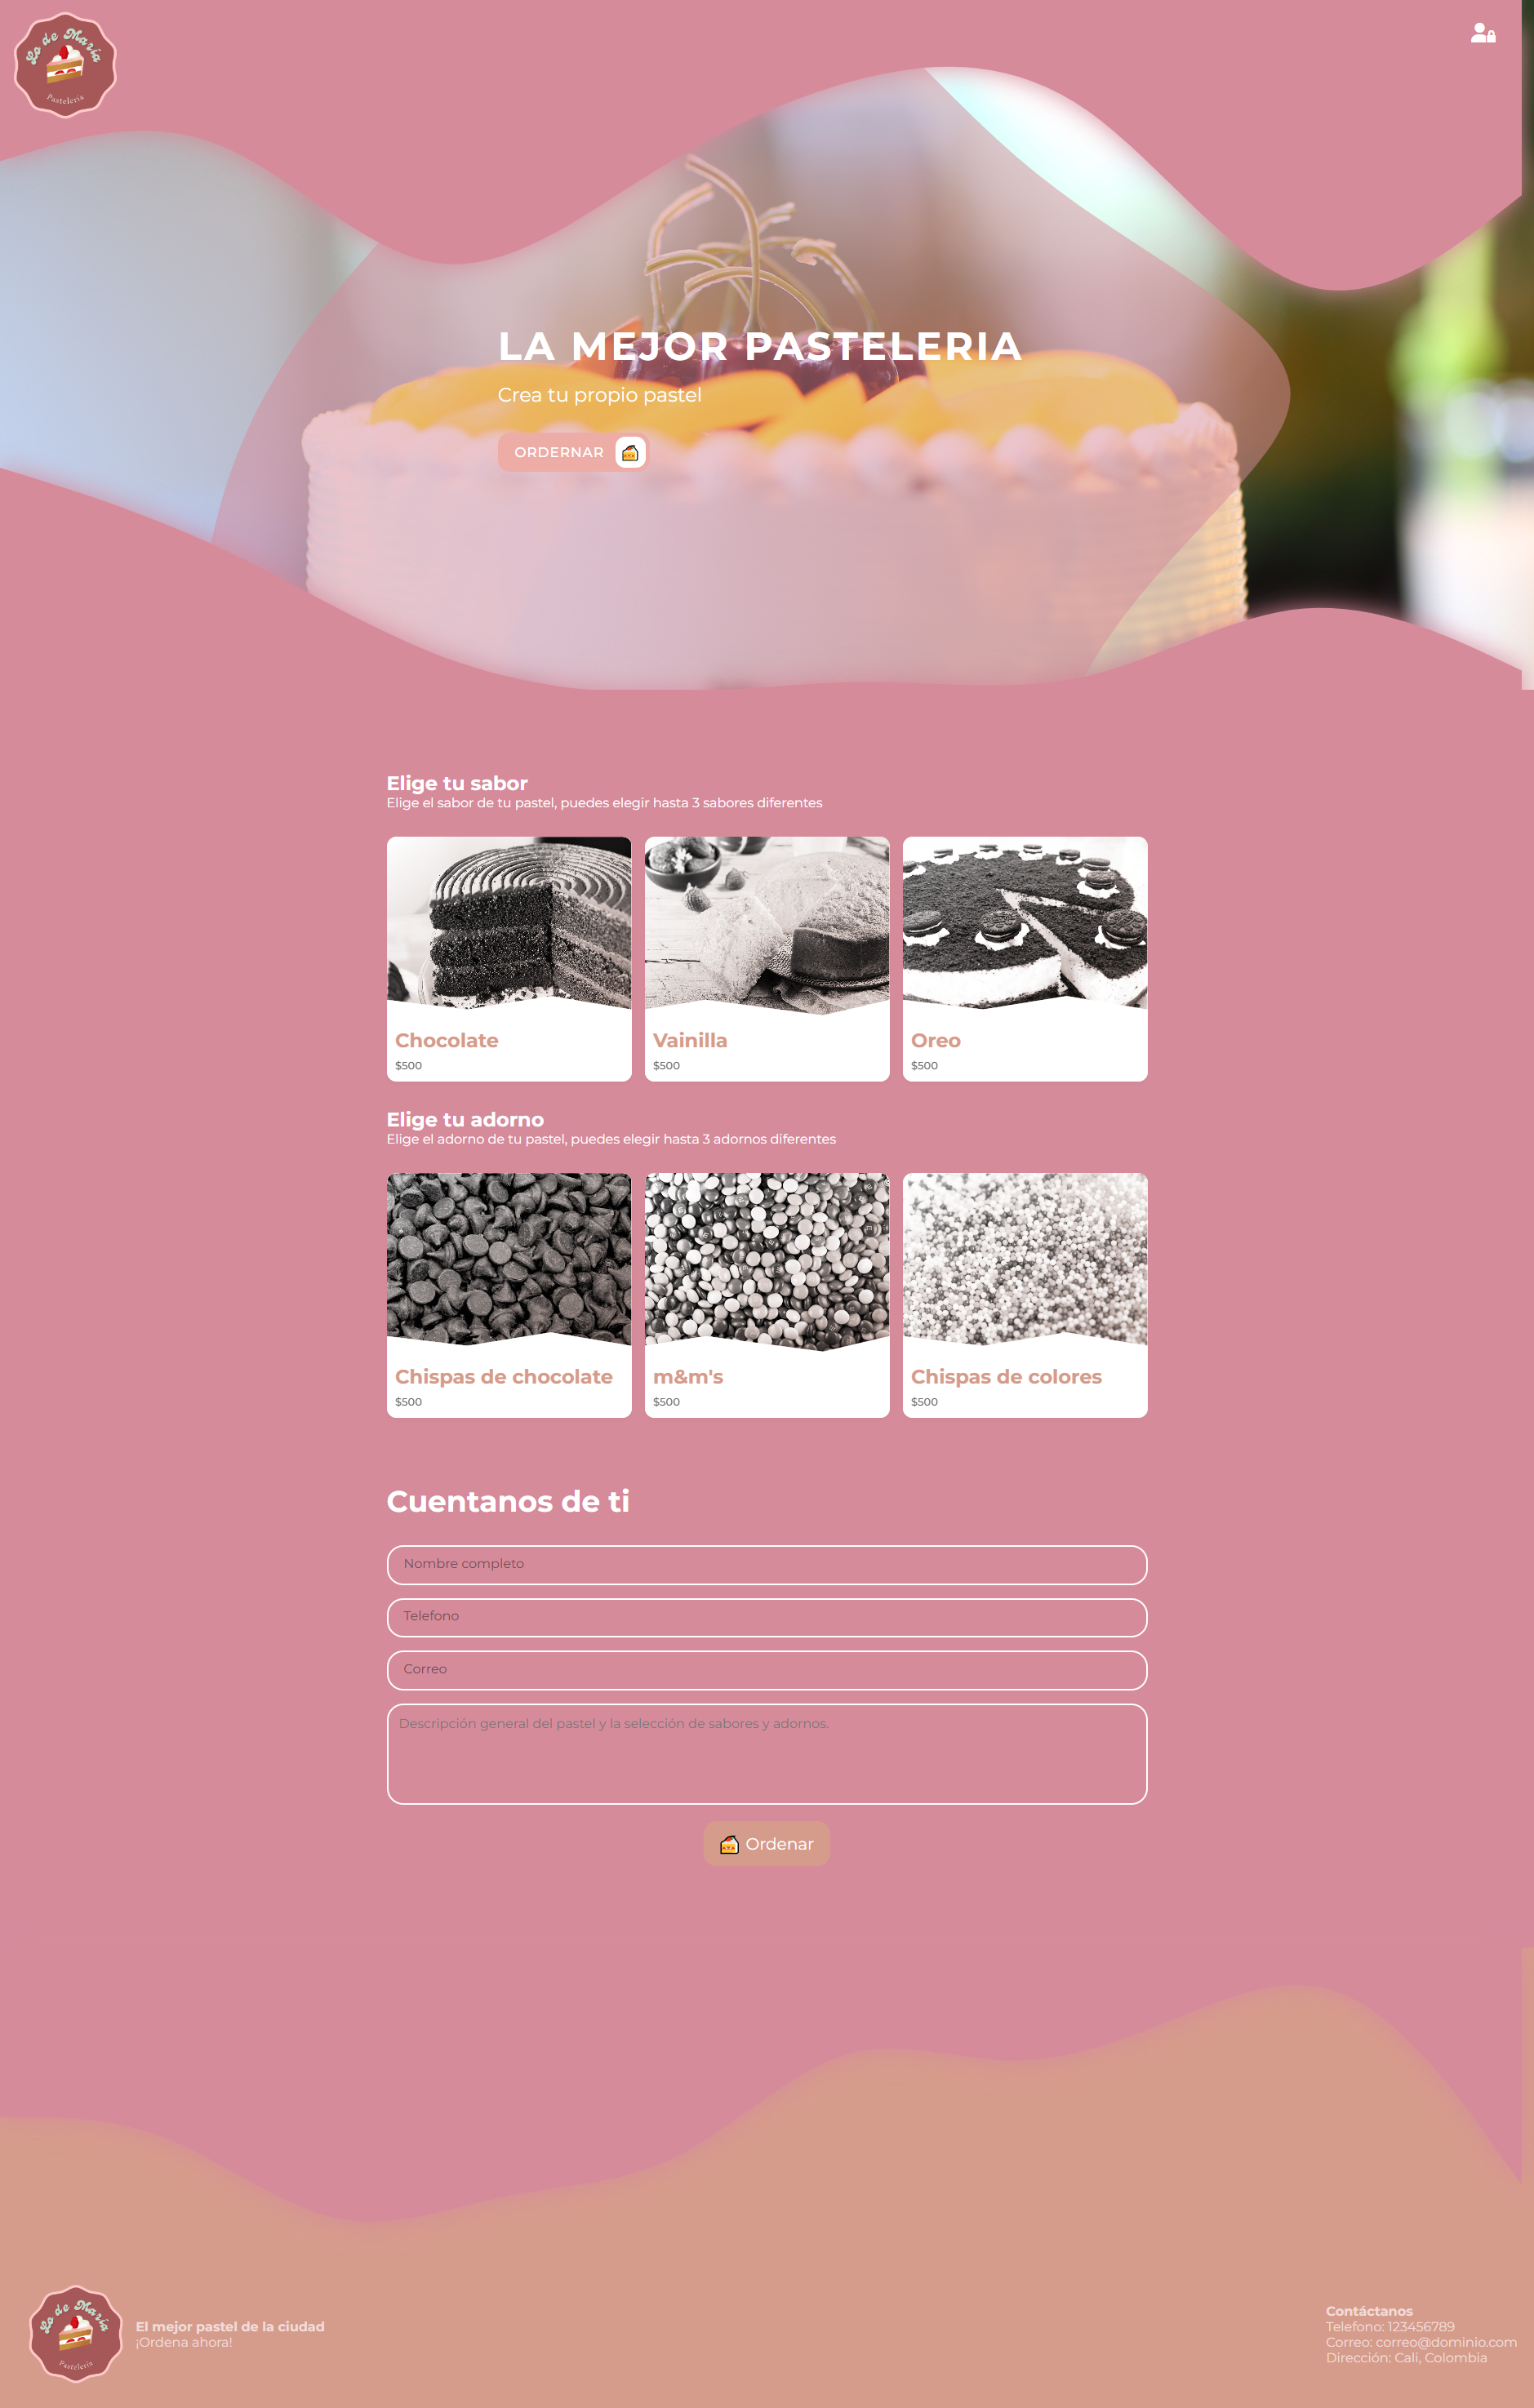 Lo de María
Pastelería
LA MEJOR PASTELERIA
Crea tu propio pastel
ORDERNAR
Elige tu sabor
Elige el sabor de tu pastel, puedes elegir hasta 3 sabores diferentes
Chocolate
$500
Vainilla
$500
Oreo
$500
Elige tu adorno
Elige el adorno de tu pastel, puedes elegir hasta 3 adornos diferentes
Chispas de chocolate
$500
m&m's
$500
Chispas de colores
$500
Cuentanos de ti
Nombre completo
Telefono
Correo
Descripción general del pastel y la selección de sabores y adornos.
Ordenar
Lo de María
Pastelería
El mejor pastel de la ciudad
¡Ordena ahora!
Contáctanos
Telefono: 123456789
Correo: correo@dominio.com
Dirección: Cali, Colombia